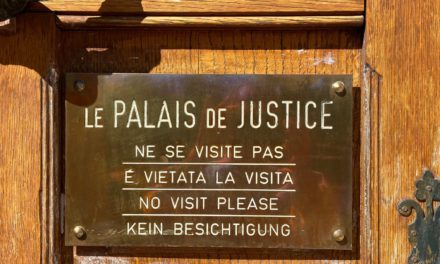 LE PALAIS DE JUSTICE
NE SE VISITE PAS
É VIETATA LA VISITA
NO VISIT PLEASE
KEIN BESICHTIGUNG